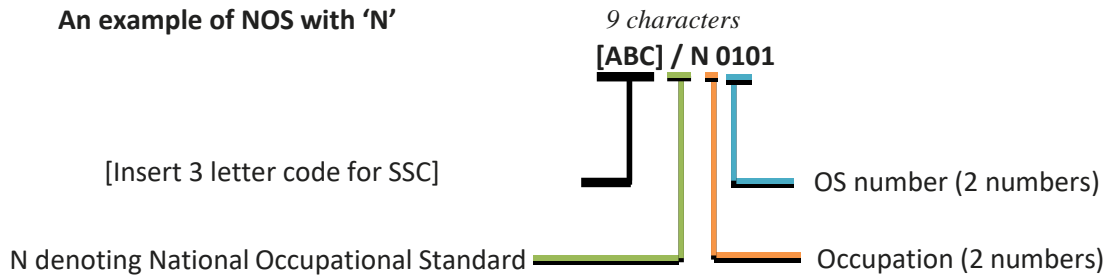 An example of NOS with ‘N’
9 characters
[ABC] / N 0101
[Insert 3 letter code for SSC]
OS number (2 numbers)
N denoting National Occupational Standard
Occupation (2 numbers)